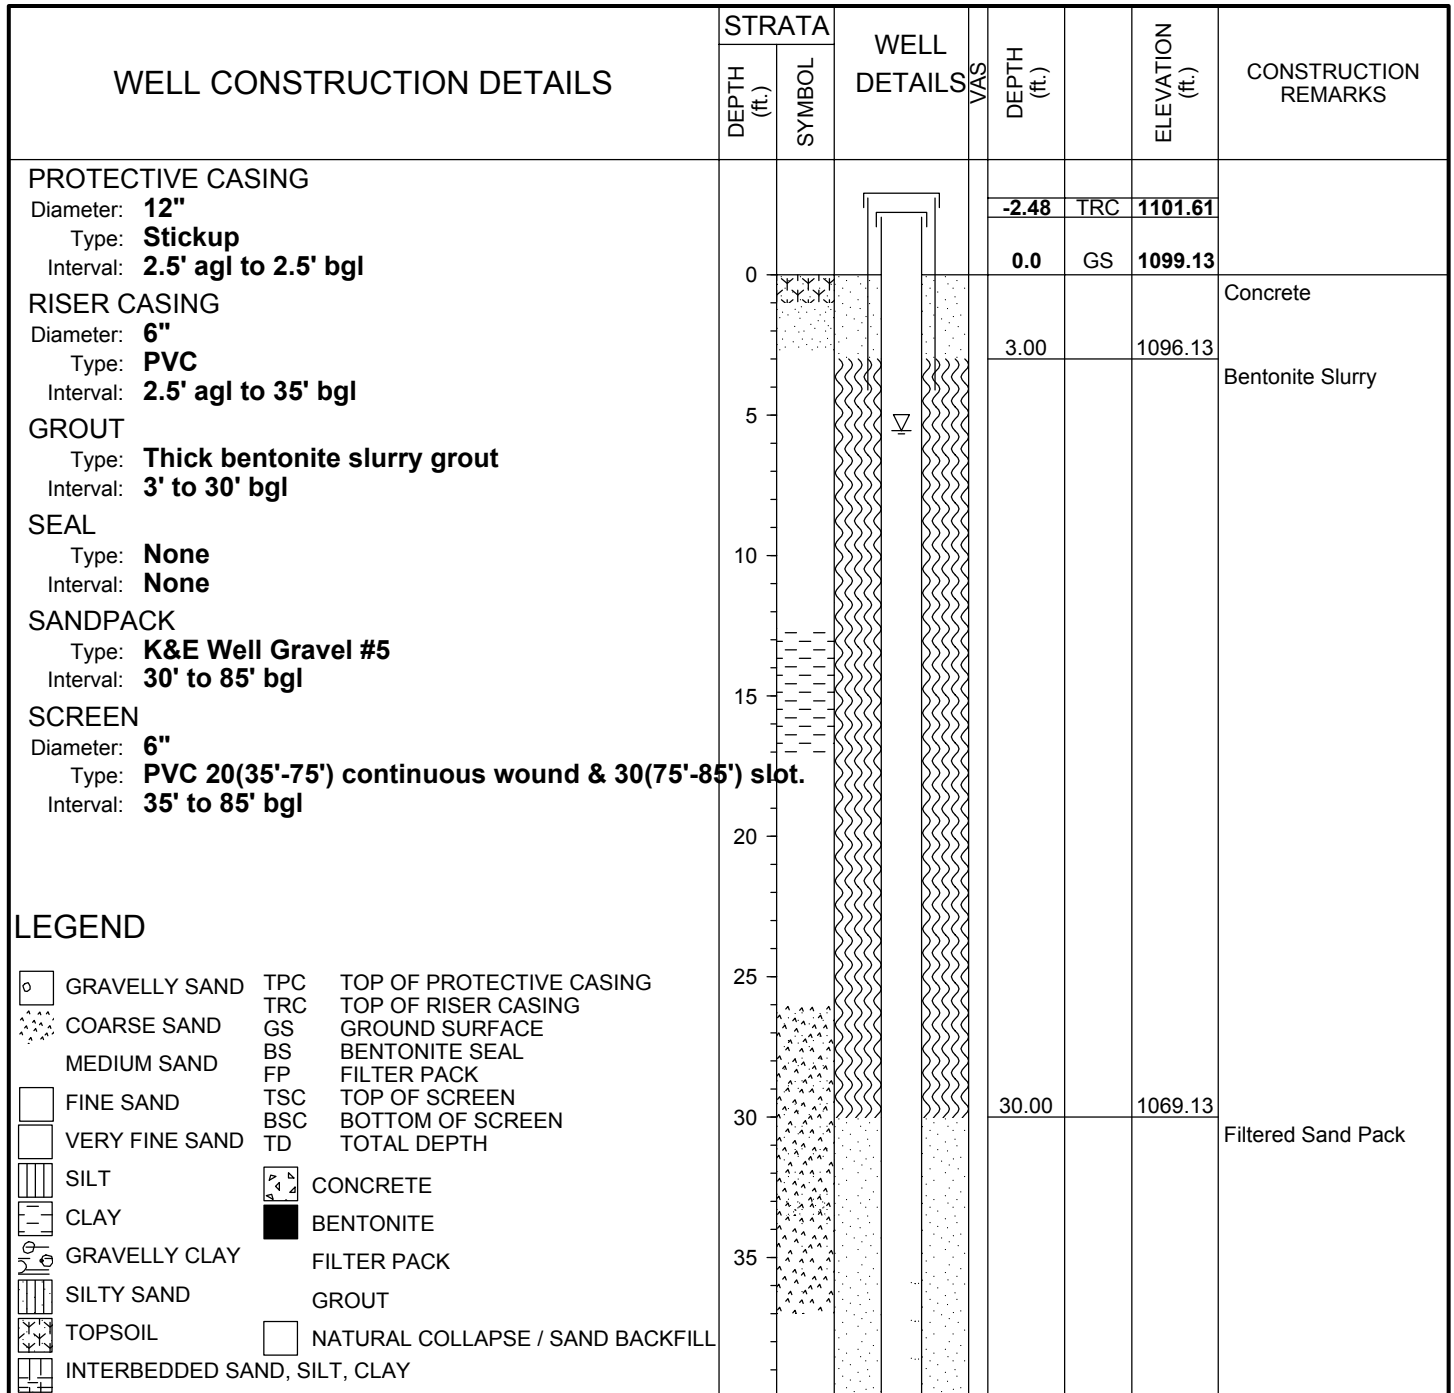 WELL CONSTRUCTION DETAILS
STRATA
DEPTH (ft.)
SYMBOL
WELL DETAILS
VAS
DEPTH (ft.)
ELEVATION (ft.)
CONSTRUCTION REMARKS
PROTECTIVE CASING
Diameter: 12"
Type: Stickup
Interval: 2.5' agl to 2.5' bgl
RISER CASING
Diameter: 6"
Type: PVC
Interval: 2.5' agl to 35' bgl
GROUT
Type: Thick bentonite slurry grout
Interval: 3' to 30' bgl
SEAL
Type: None
Interval: None
SANDPACK
Type: K&E Well Gravel #5
Interval: 30' to 85' bgl
SCREEN
Diameter: 6"
Type: PVC 20(35'-75') continuous wound & 30(75'-85') slot.
Interval: 35' to 85' bgl
LEGEND
GRAVELLY SAND
COARSE SAND
MEDIUM SAND
FINE SAND
VERY FINE SAND
SILT
CLAY
GRAVELLY CLAY
SILTY SAND
TOPSOIL
INTERBEDDED SAND, SILT, CLAY
TPC TOP OF PROTECTIVE CASING
TRC TOP OF RISER CASING
GS GROUND SURFACE
BS BENTONITE SEAL
FP FILTER PACK
TSC TOP OF SCREEN
BSC BOTTOM OF SCREEN
TD TOTAL DEPTH
CONCRETE
BENTONITE
FILTER PACK
GROUT
NATURAL COLLAPSE / SAND BACKFILL
0
5
10
15
20
25
30
35
-2.48 TRC 1101.61
0.0 GS 1099.13
Concrete
3.00 1096.13
Bentonite Slurry
30.00 1069.13
Filtered Sand Pack